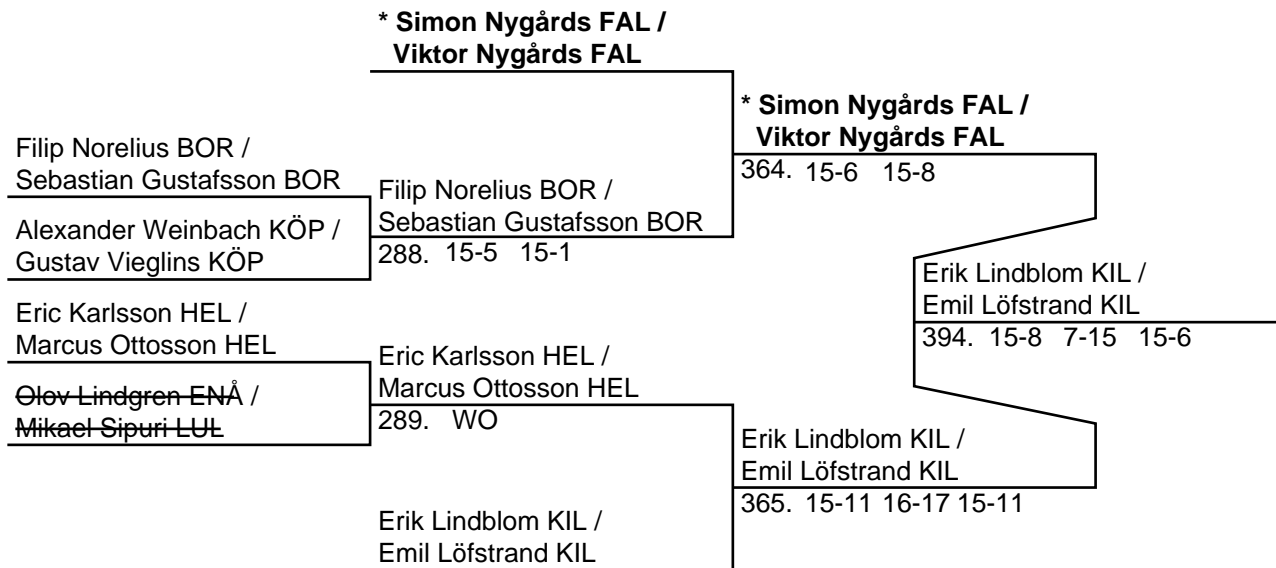 * Simon Nygårds FAL /
Viktor Nygårds FAL
* Simon Nygårds FAL /
Viktor Nygårds FAL
364. 15-6 15-8
Filip Norelius BOR /
Sebastian Gustafsson BOR
Filip Norelius BOR /
Sebastian Gustafsson BOR
288. 15-5 15-1
Alexander Weinbach KÖP /
Gustav Vieglins KÖP
Erik Lindblom KIL /
Emil Löfstrand KIL
394. 15-8 7-15 15-6
Eric Karlsson HEL /
Marcus Ottosson HEL
Eric Karlsson HEL /
Marcus Ottosson HEL
289. WO
Olov Lindgren ENÅ /
Mikael Sipuri LUL
Erik Lindblom KIL /
Emil Löfstrand KIL
365. 15-11 16-17 15-11
Erik Lindblom KIL /
Emil Löfstrand KIL